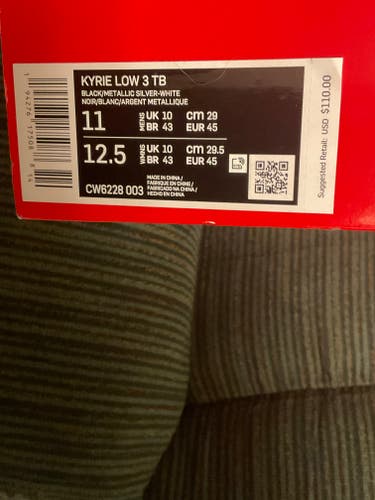 KYRIE LOW 3 TB
BLACK/METALLIC SILVER-WHITE
NOIR/BLANC/ARGENT METALLIQUE
11 MENS UK 10 CM 29
BR 43 EUR 45
12.5 WMNS UK 10 CM 29.5
BR 43 EUR 45
CW6228 003
MADE IN CHINA /
FABRIQUE EN CHINE /
FABRICADO NA CHINA /
HECHO EN CHINA
Suggested Retail: USD $110.00